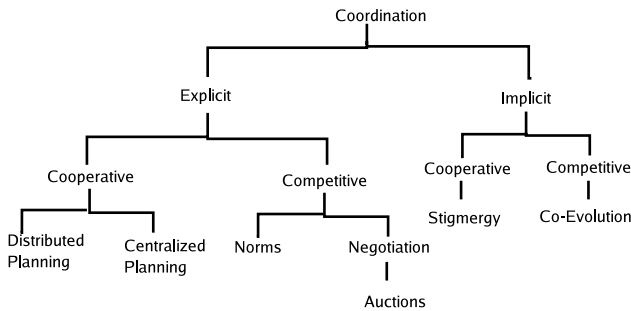 Coordination
Explicit
Implicit
Cooperative
Competitive
Cooperative
Competitive
Distributed
Planning
Centralized
Planning
Norms
Negotiation
Stigmergy
Co-Evolution
Auctions